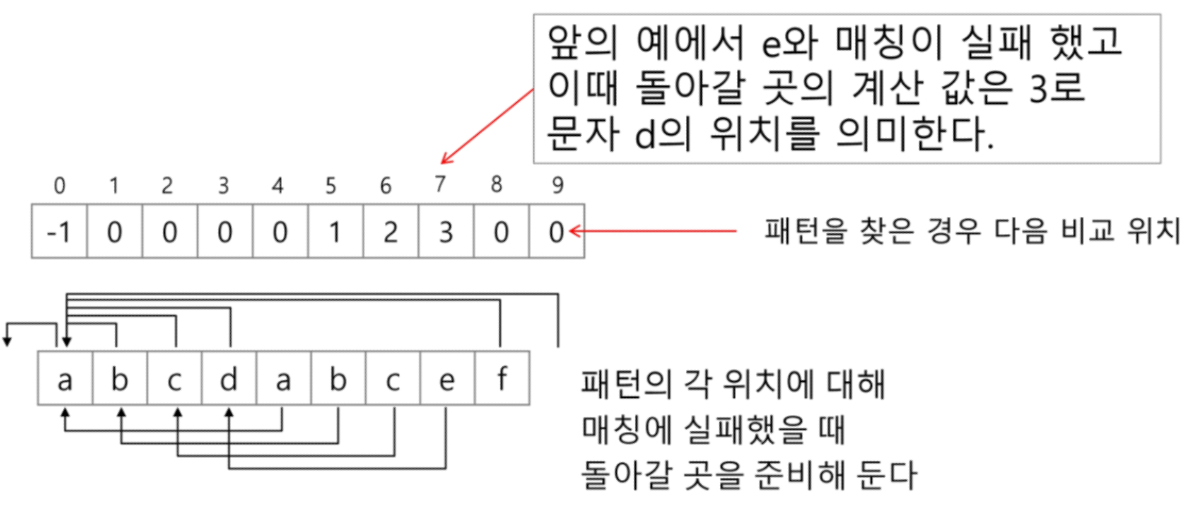 앞의 예에서 e와 매칭이 실패 했고
이때 돌아갈 곳의 계산 값은 3로
문자 d의 위치를 의미한다.
0 1 2 3 4 5 6 7 8 9
-1 0 0 0 0 1 2 3 0 0
패턴을 찾은 경우 다음 비교 위치
a b c d a b c e f
패턴의 각 위치에 대해
매칭에 실패했을 때
돌아갈 곳을 준비해 둔다